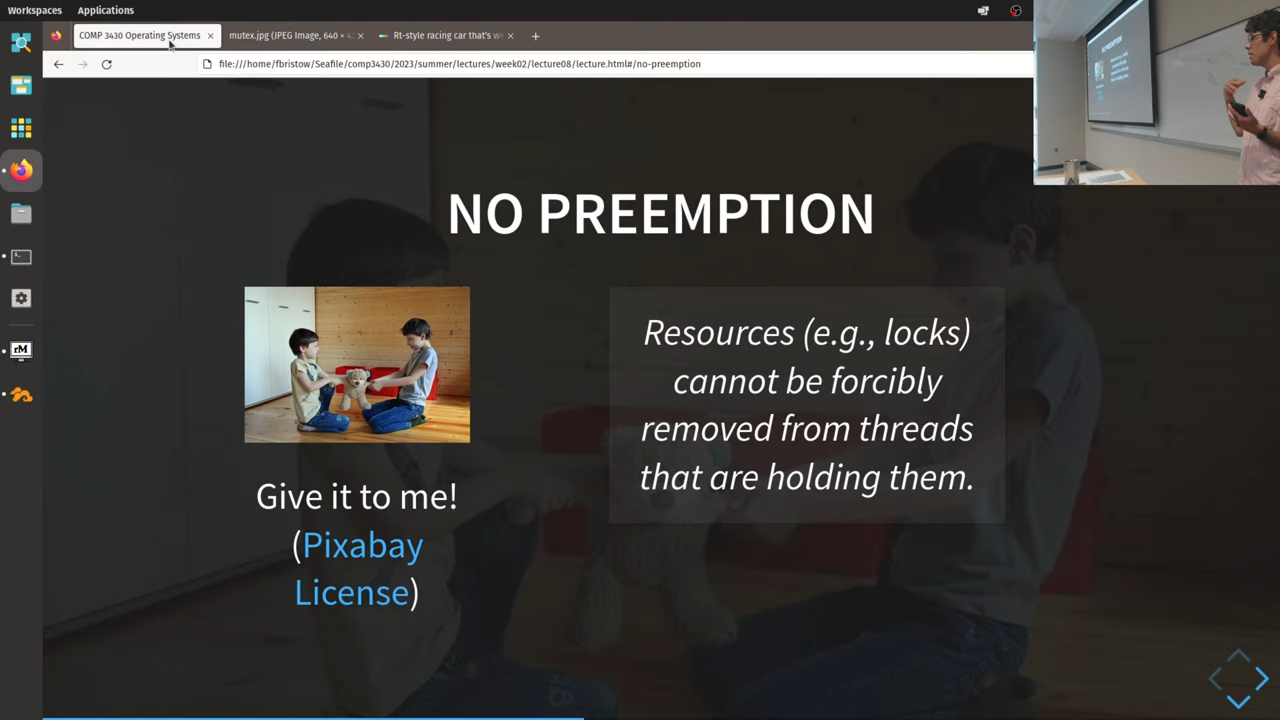 Workspaces Applications
COMP 3430 Operating Systems × mutex.jpg (JPEG Image, 640 × × Rt-style racing car that's × +
file:///home/fbristow/Seafile/comp3430/2023/summer/lectures/week02/lecture08/lecture.html#/no-preemption
NO PREEMPTION
Give it to me!
(Pixabay
License)
Resources (e.g., locks)
cannot be forcibly
removed from threads
that are holding them.
rM